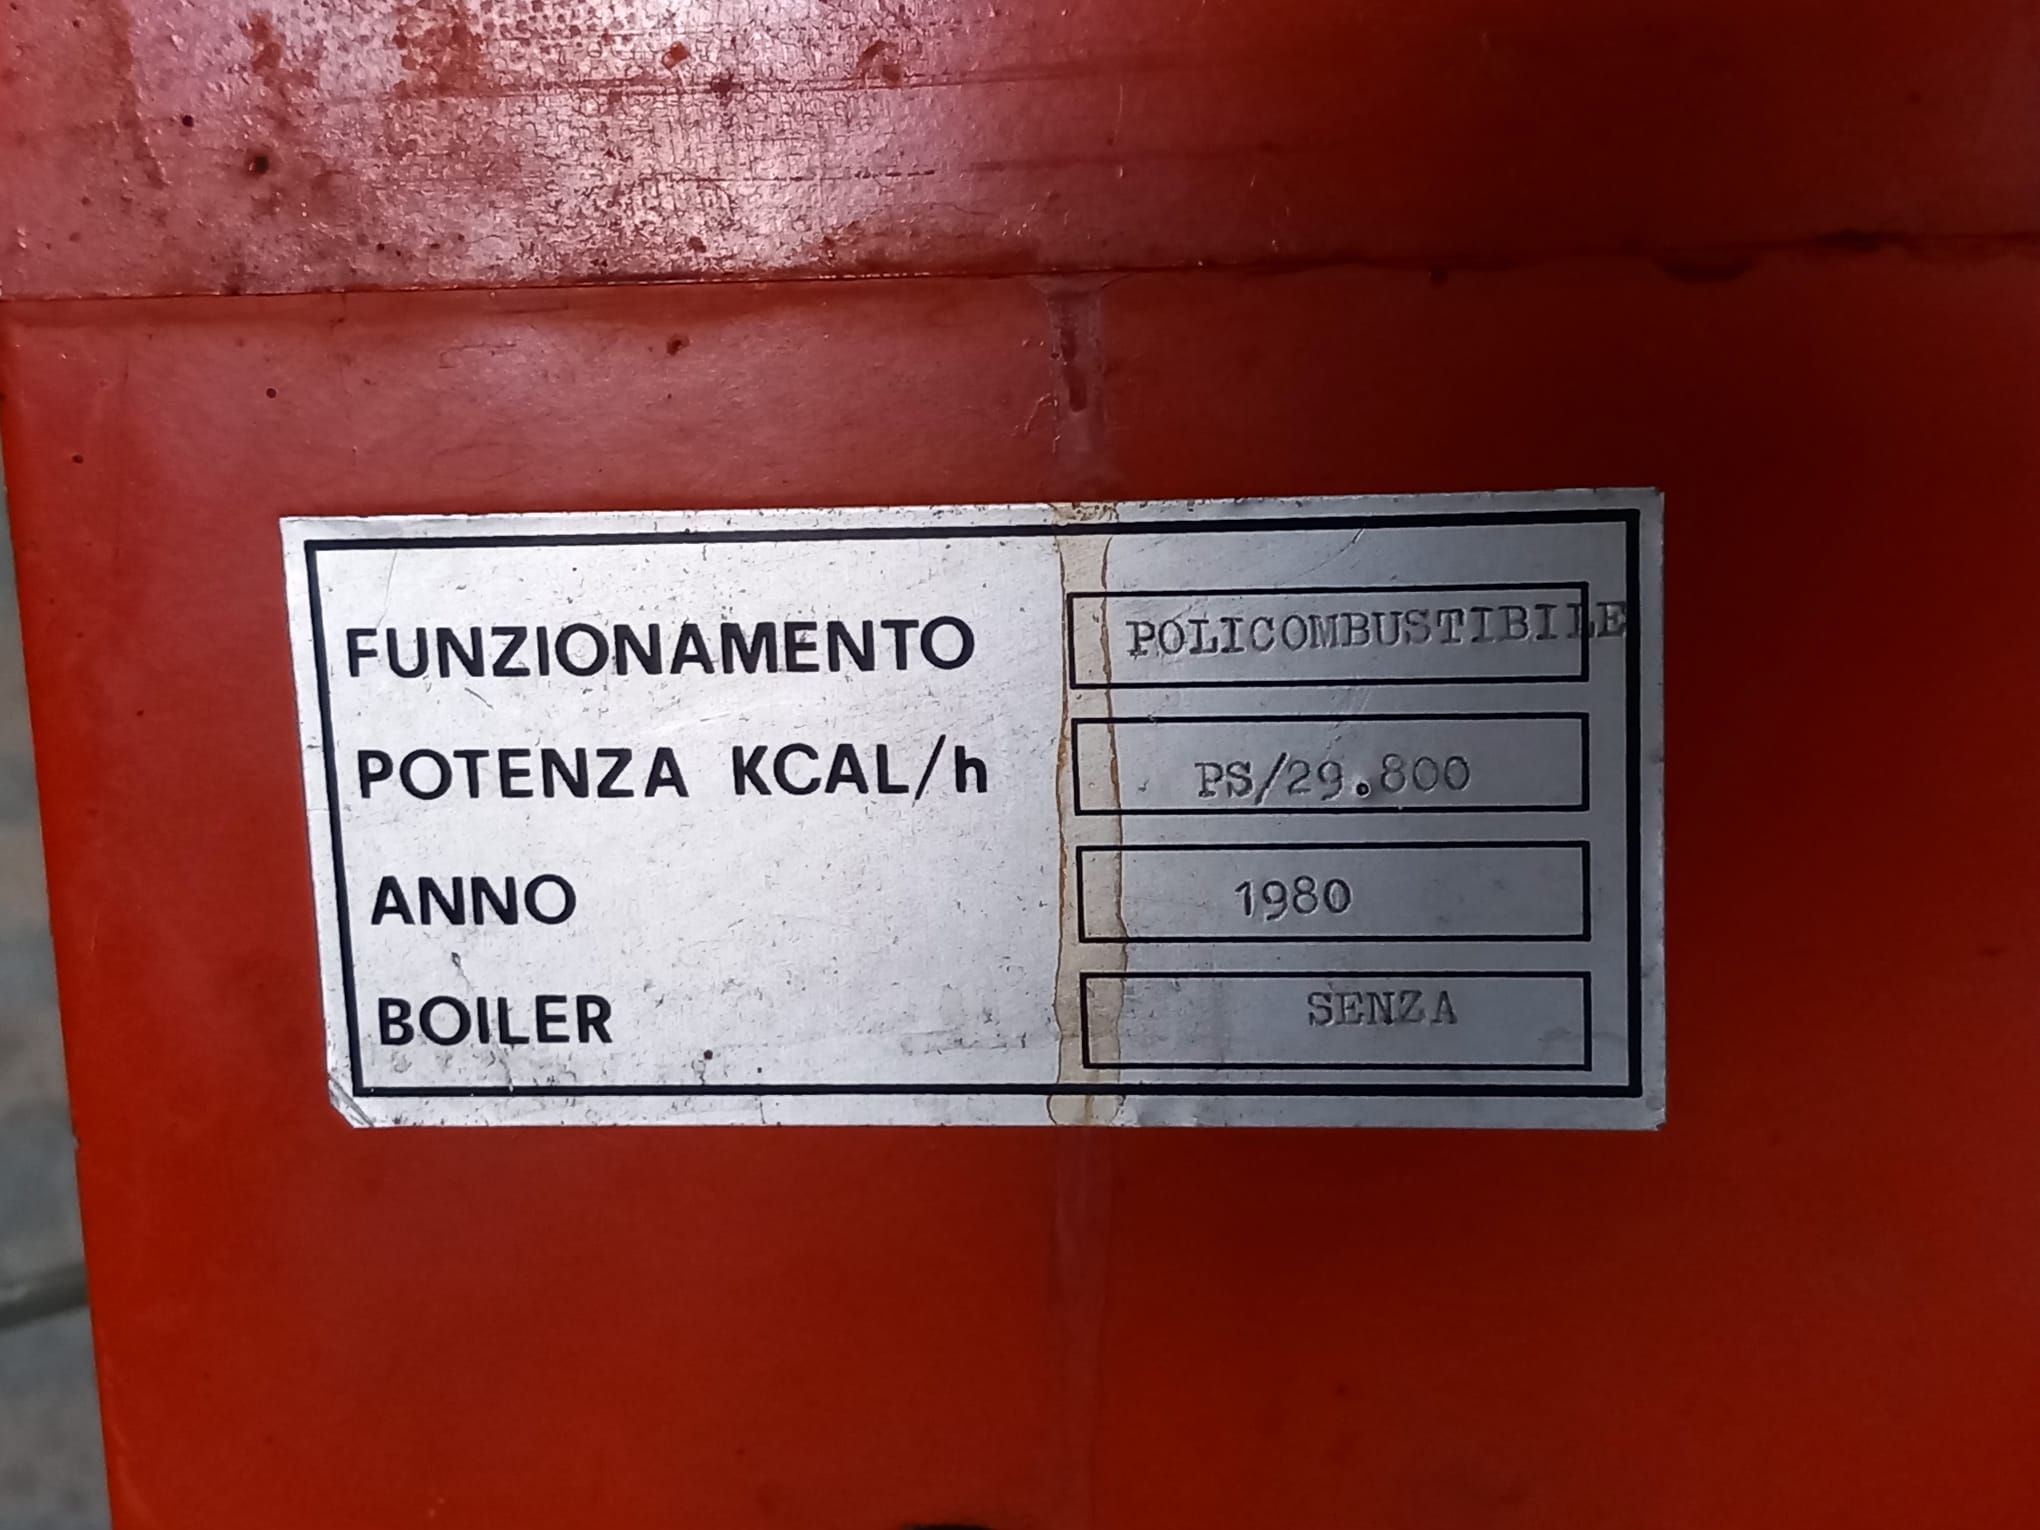 FUNZIONAMENTO POLICOMBUSTIBILE
POTENZA KCAL/h PS/29.800
ANNO 1980
BOILER SENZA